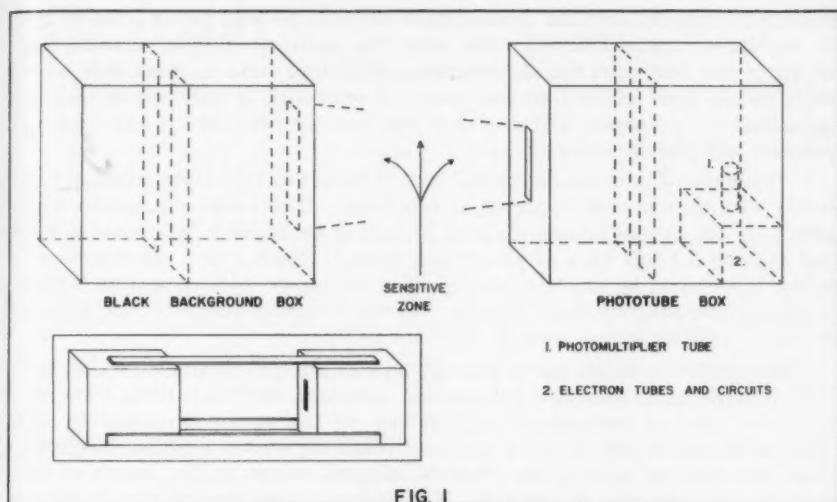 1.
2.
BLACK BACKGROUND BOX
SENSITIVE
ZONE
PHOTOTUBE BOX
1. PHOTOMULTIPLIER TUBE
2. ELECTRON TUBES AND CIRCUITS
FIG. 1